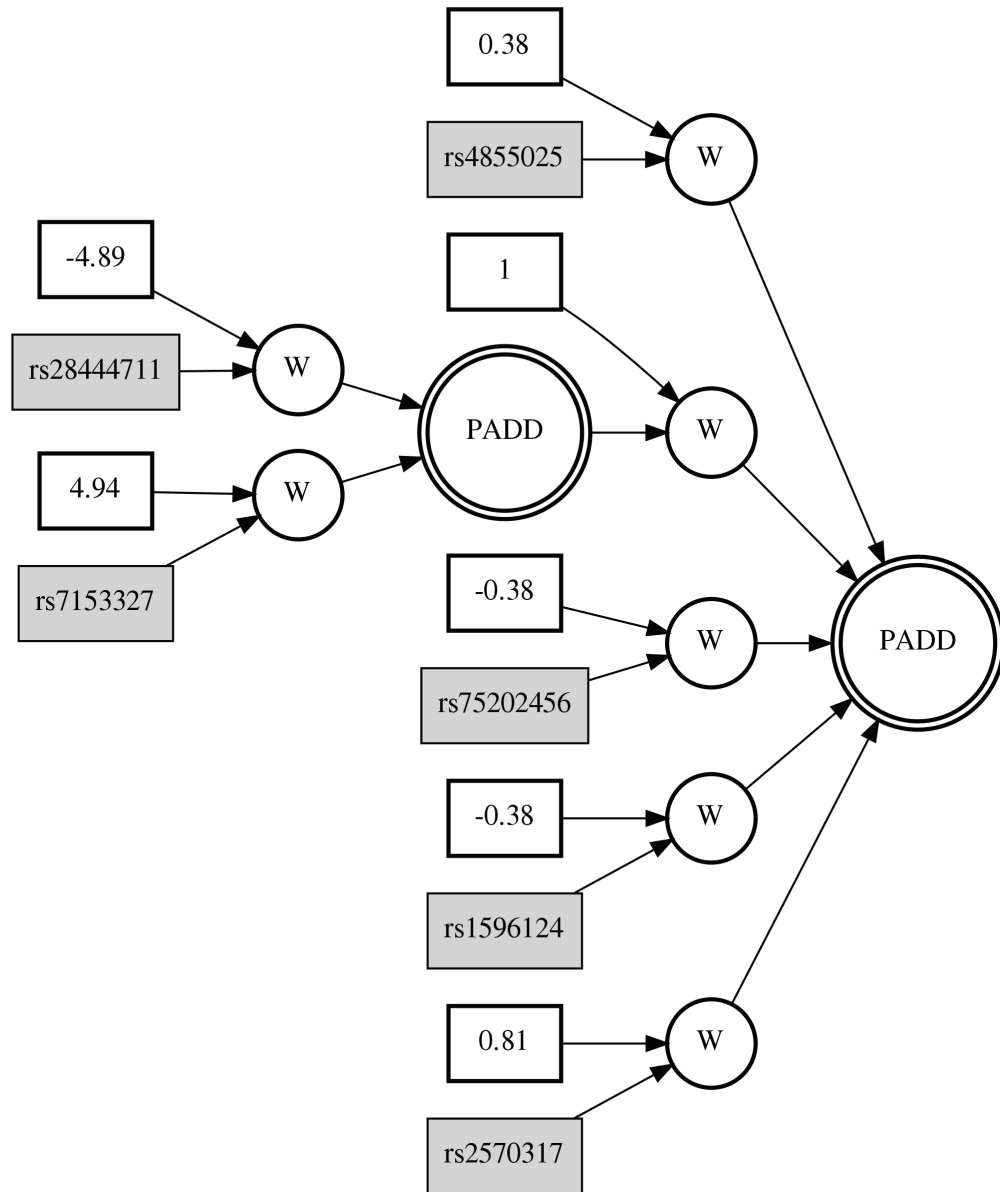 0.38
rs4855025
W
-4.89
1
rs28444711
W
PADD
W
4.94
W
rs7153327
-0.38
W
PADD
rs75202456
-0.38
W
rs1596124
0.81
W
rs2570317